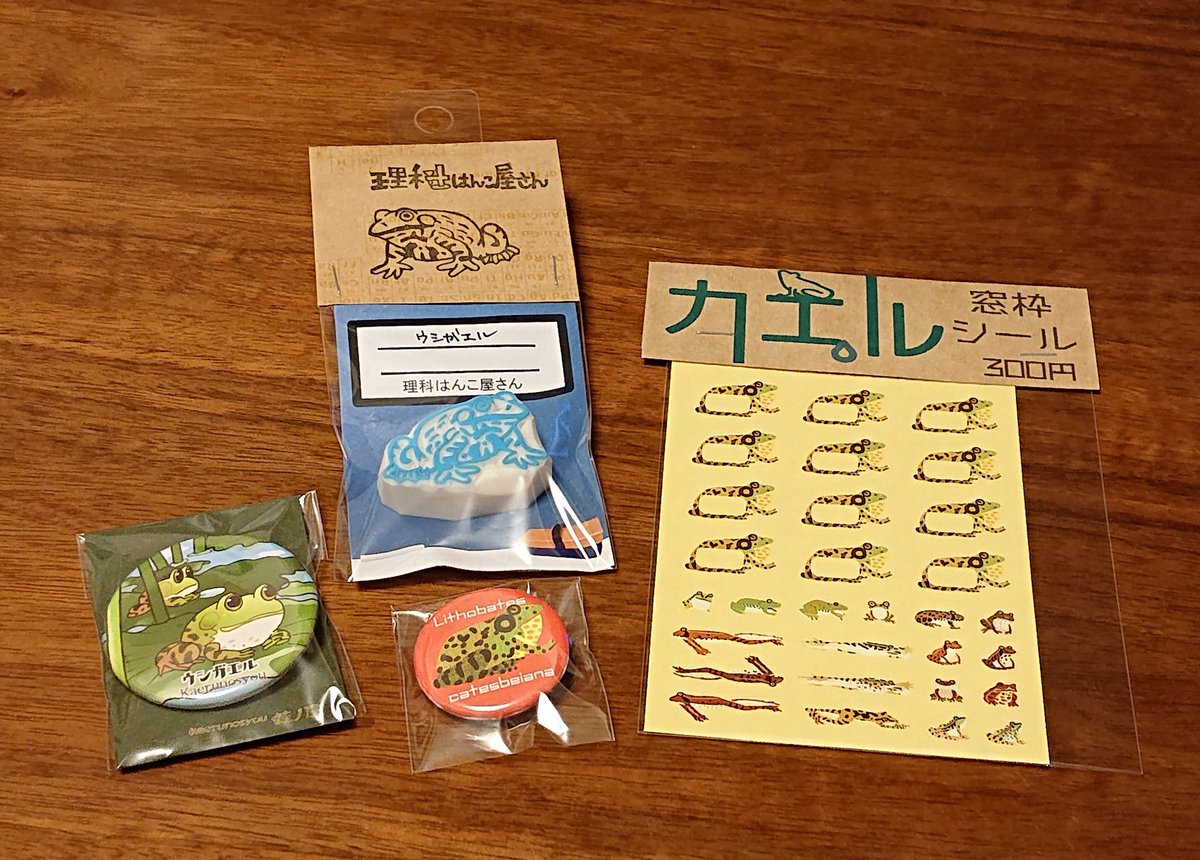 理科はんこ屋さん
ウシガエル
理科はんこ屋さん
カエル
窓枠
シール
300円
ウシガエル
Kaerunosyou
Lithobates
catesbeiana